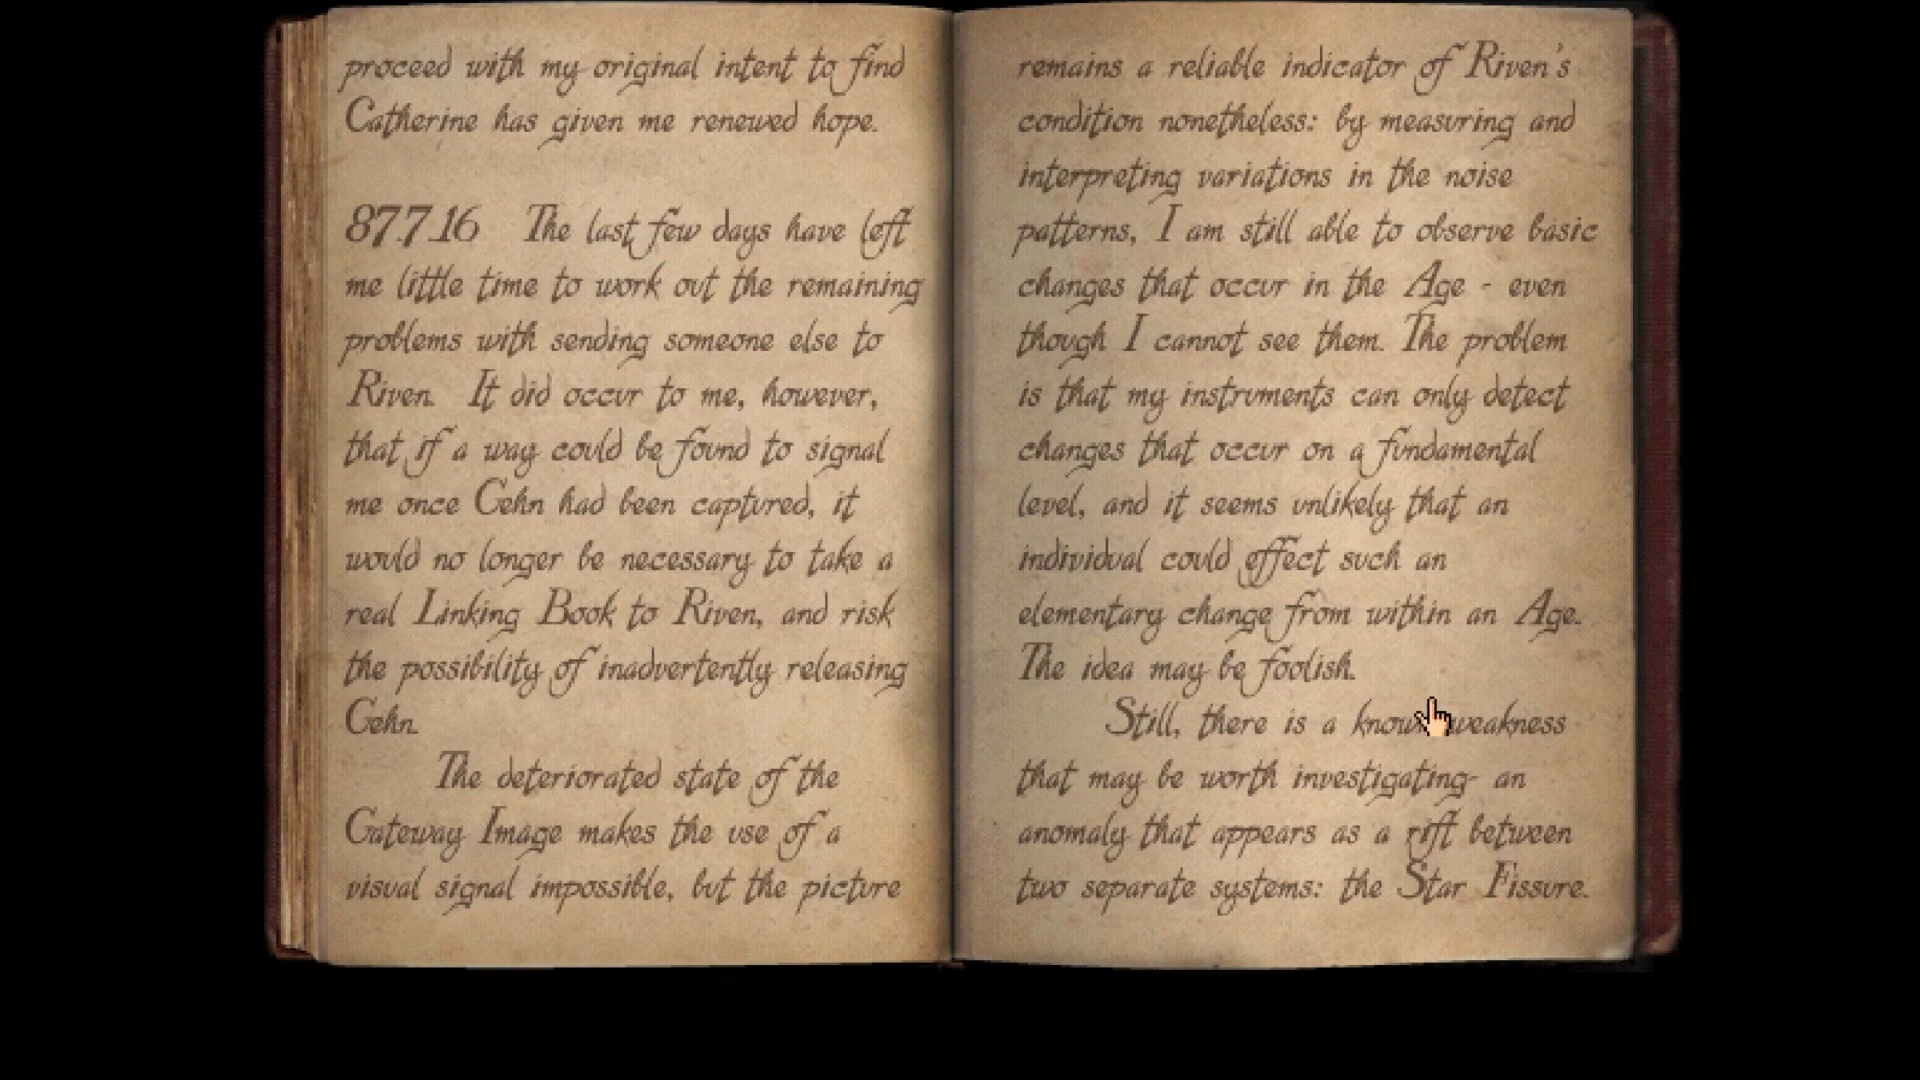 proceed with my original intent to find
Catherine has given me renewed hope.
87.7.16 The last few days have left
me little time to work out the remaining
problems with sending someone else to
Riven. It did occur to me, however,
that if a way could be found to signal
me once Gehn had been captured, it
would no longer be necessary to take a
real Linking Book to Riven, and risk
the possibility of inadvertently releasing
Gehn.
The deteriorated state of the
Gateway Image makes the use of a
visual signal impossible, but the picture
remains a reliable indicator of Riven's
condition nonetheless: by measuring and
interpreting variations in the noise
patterns, I am still able to observe basic
changes that occur in the Age - even
though I cannot see them. The problem
is that my instruments can only detect
changes that occur on a fundamental
level, and it seems unlikely that an
individual could effect such an
elementary change from within an Age.
The idea may be foolish.
Still, there is a known weakness
that may be worth investigating- an
anomaly that appears as a rift between
two separate systems: the Star Fissure.